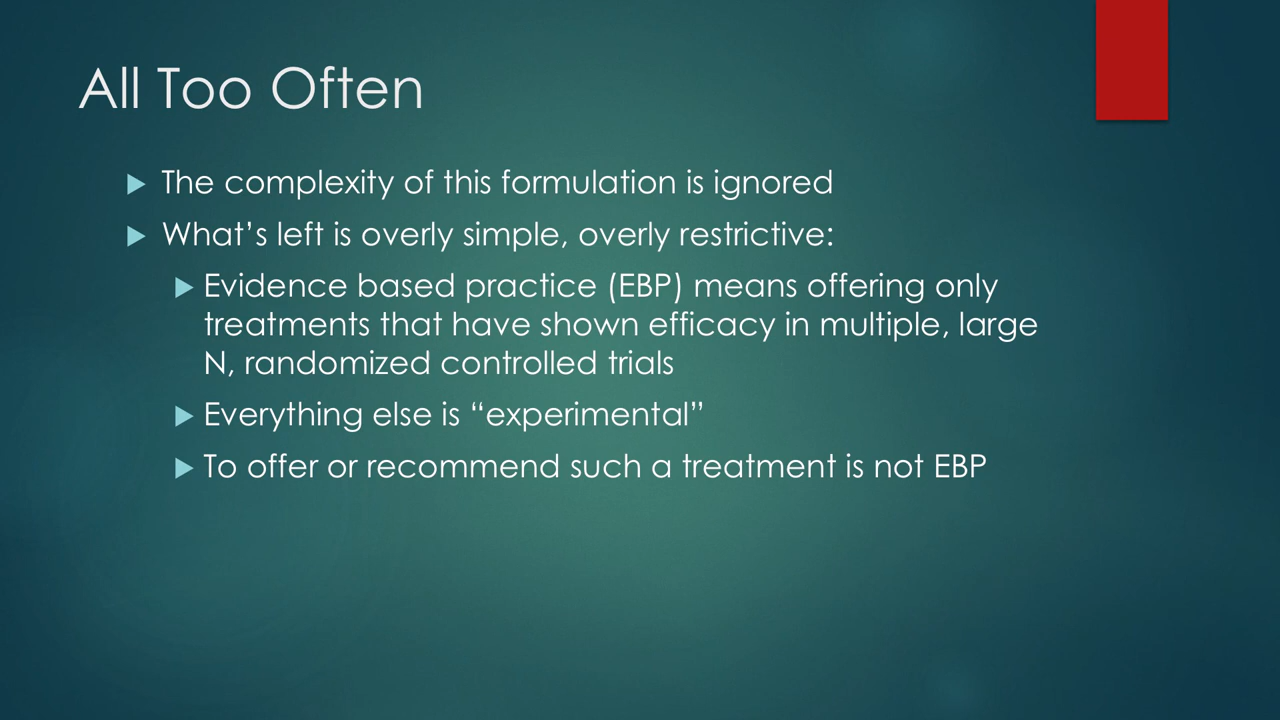 All Too Often
The complexity of this formulation is ignored
What’s left is overly simple, overly restrictive:
Evidence based practice (EBP) means offering only
treatments that have shown efficacy in multiple, large
N, randomized controlled trials
Everything else is “experimental”
To offer or recommend such a treatment is not EBP